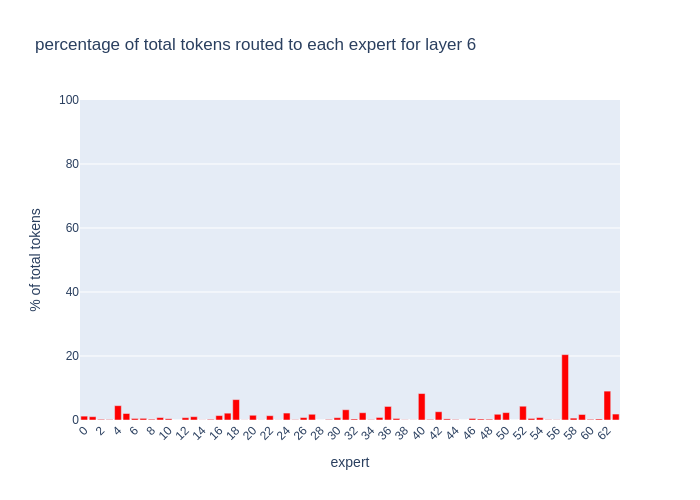 percentage of total tokens routed to each expert for layer 6
100
80
60
40
20
0
% of total tokens
0 2 4 6 8 10 12 14 16 18 20 22 24 26 28 30 32 34 36 38 40 42 44 46 48 50 52 54 56 58 60 62
expert